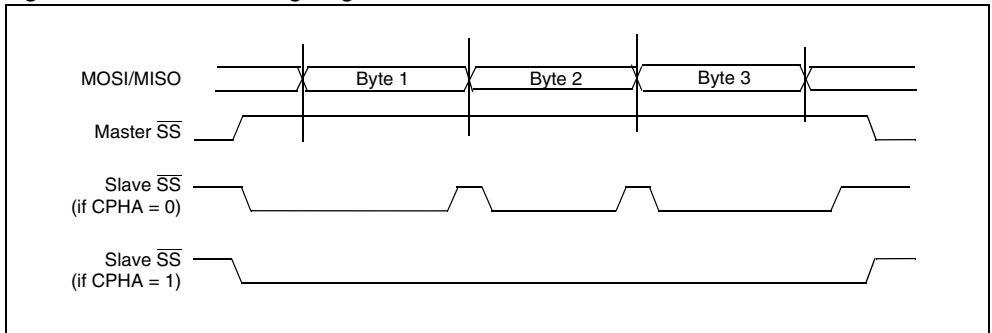 MOSI/MISO
Byte 1 Byte 2 Byte 3
Master SS
Slave SS
(if CPHA = 0)
Slave SS
(if CPHA = 1)